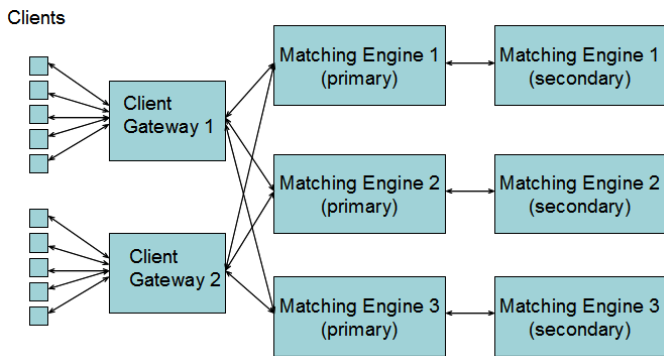 Clients
Client
Gateway 1
Client
Gateway 2
Matching Engine 1
(primary)
Matching Engine 1
(secondary)
Matching Engine 2
(primary)
Matching Engine 2
(secondary)
Matching Engine 3
(primary)
Matching Engine 3
(secondary)